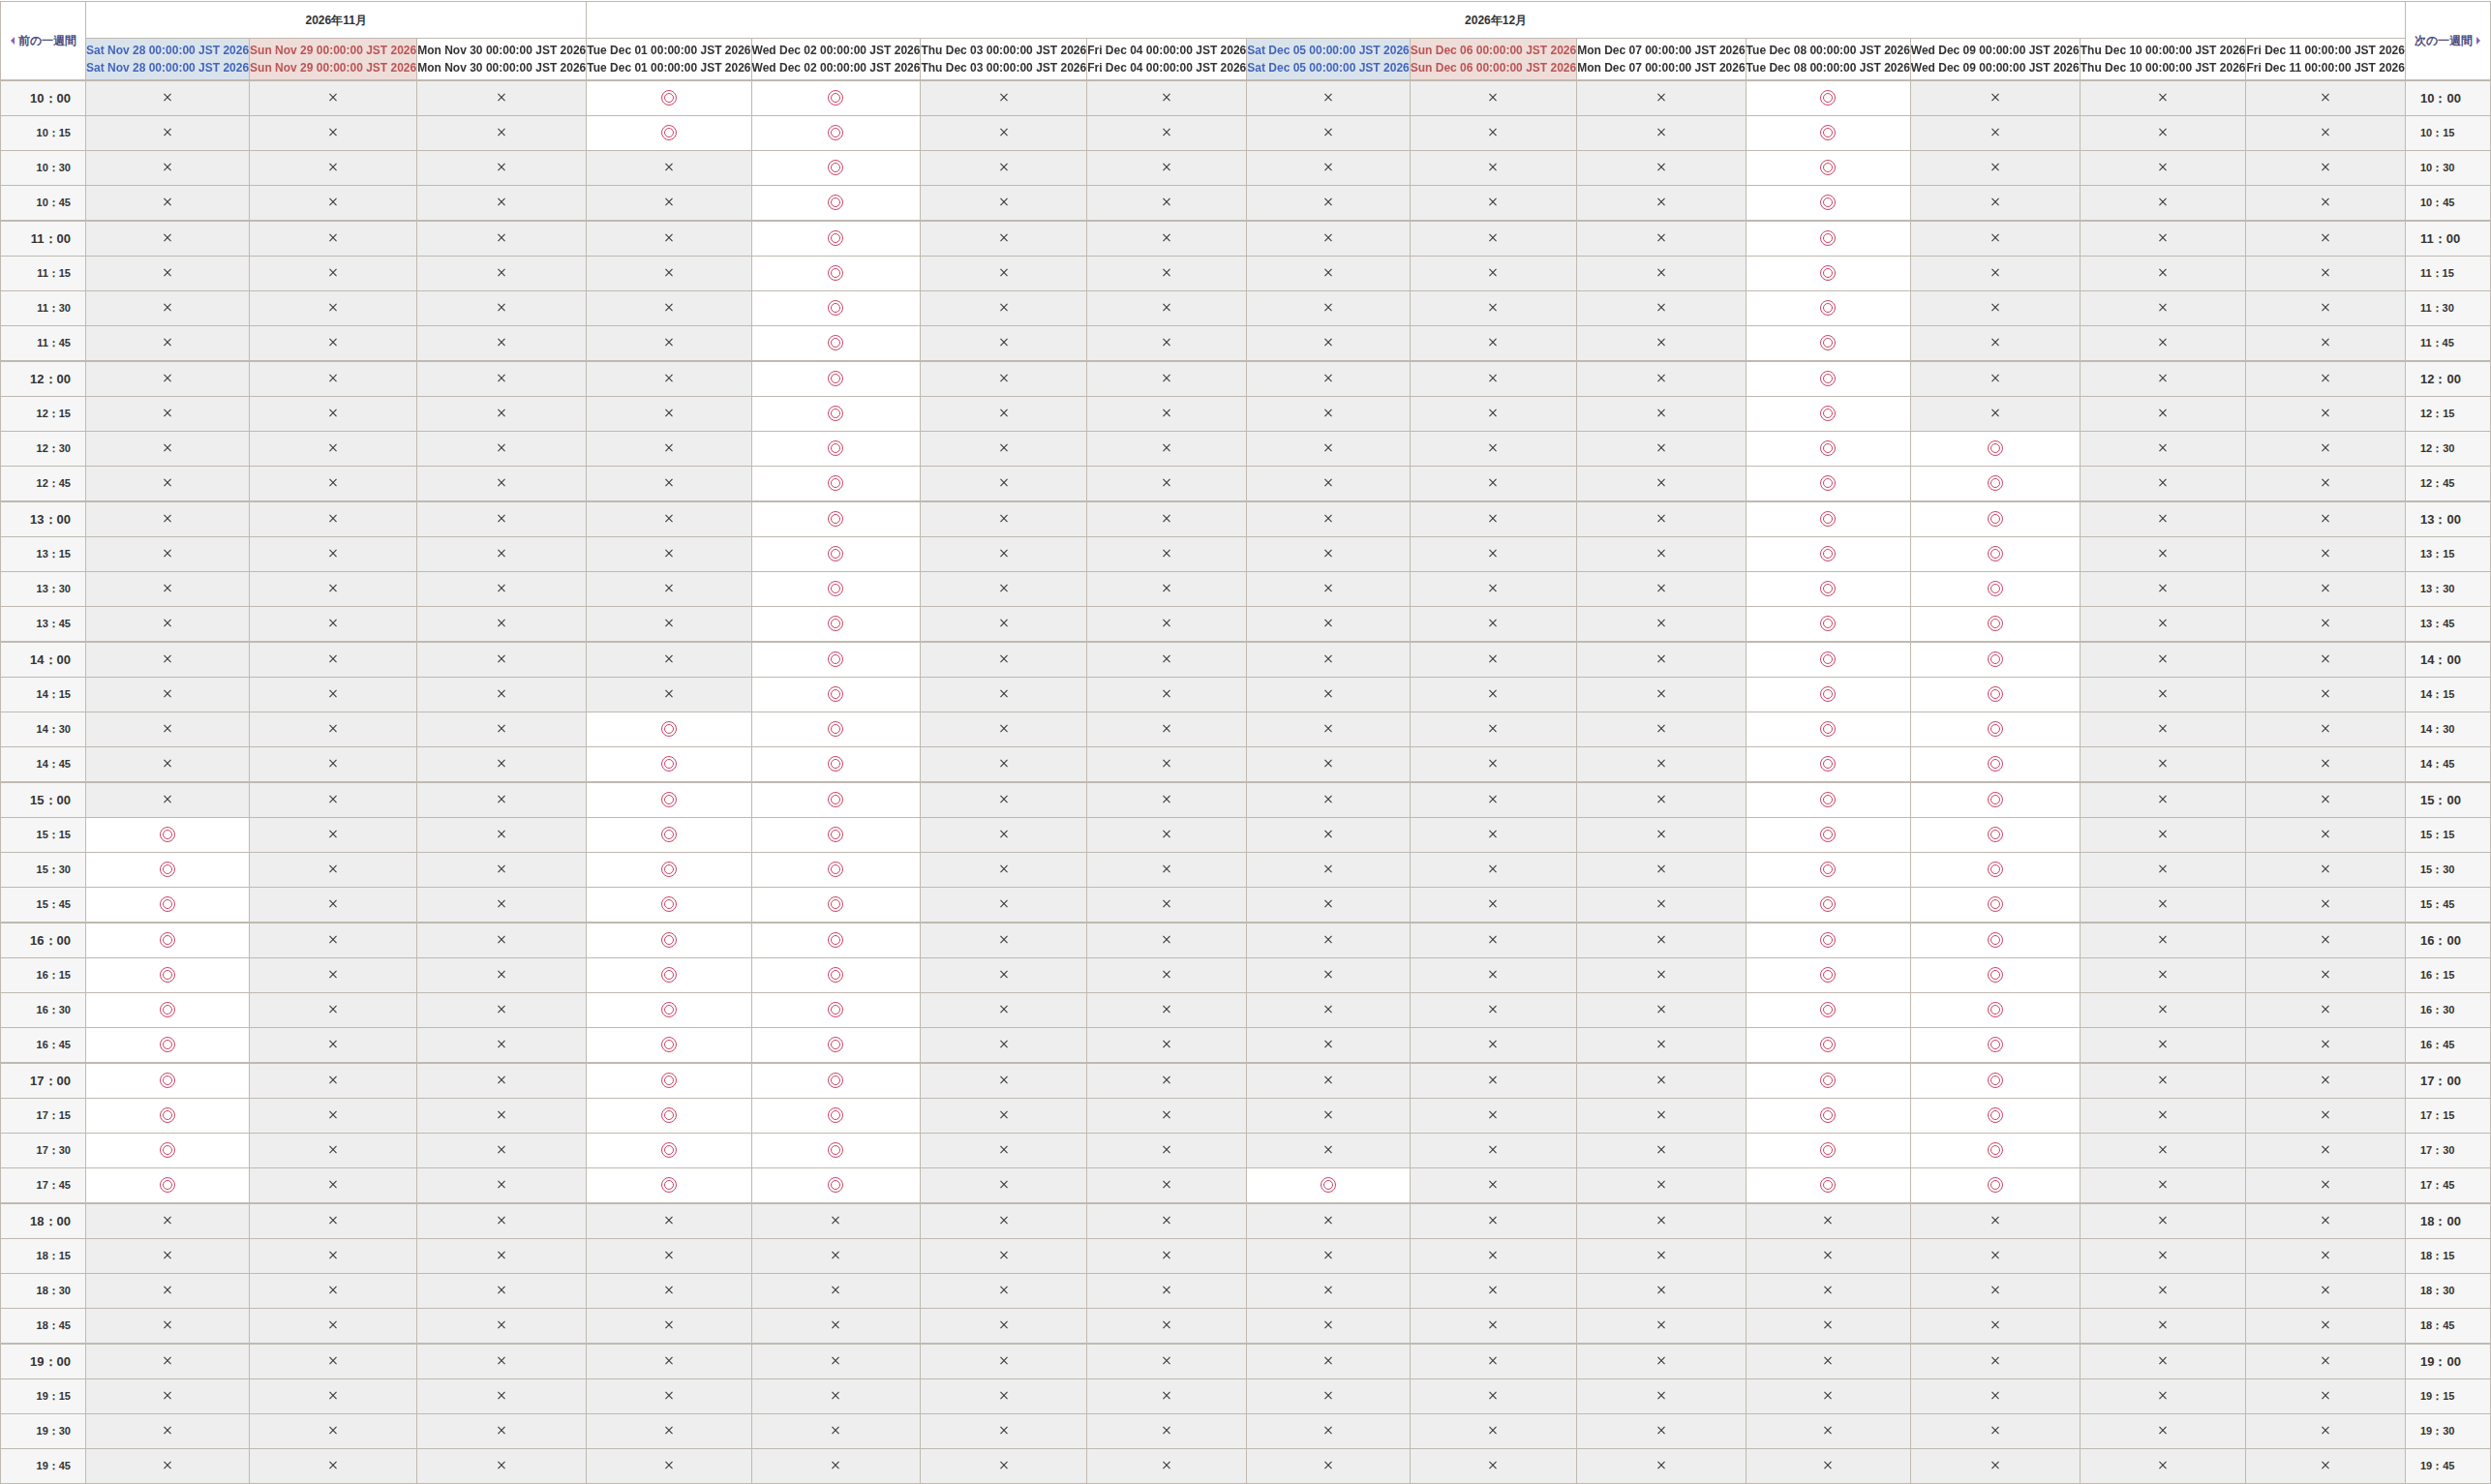 前の一週間 2026年11月 2026年12月 次の一週間
Sat Nov 28 00:00:00 JST 2026 Sun Nov 29 00:00:00 JST 2026 Mon Nov 30 00:00:00 JST 2026 Tue Dec 01 00:00:00 JST 2026 Wed Dec 02 00:00:00 JST 2026 Thu Dec 03 00:00:00 JST 2026 Fri Dec 04 00:00:00 JST 2026 Sat Dec 05 00:00:00 JST 2026 Sun Dec 06 00:00:00 JST 2026 Mon Dec 07 00:00:00 JST 2026 Tue Dec 08 00:00:00 JST 2026 Wed Dec 09 00:00:00 JST 2026 Thu Dec 10 00:00:00 JST 2026 Fri Dec 11 00:00:00 JST 2026
Sat Nov 28 00:00:00 JST 2026 Sun Nov 29 00:00:00 JST 2026 Mon Nov 30 00:00:00 JST 2026 Tue Dec 01 00:00:00 JST 2026 Wed Dec 02 00:00:00 JST 2026 Thu Dec 03 00:00:00 JST 2026 Fri Dec 04 00:00:00 JST 2026 Sat Dec 05 00:00:00 JST 2026 Sun Dec 06 00:00:00 JST 2026 Mon Dec 07 00:00:00 JST 2026 Tue Dec 08 00:00:00 JST 2026 Wed Dec 09 00:00:00 JST 2026 Thu Dec 10 00:00:00 JST 2026 Fri Dec 11 00:00:00 JST 2026
10：00 × × × ◎ ◎ × × × × × ◎ × × × 10：00
10：15 × × × ◎ ◎ × × × × × ◎ × × × 10：15
10：30 × × × × ◎ × × × × × ◎ × × × 10：30
10：45 × × × × ◎ × × × × × ◎ × × × 10：45
11：00 × × × × ◎ × × × × × ◎ × × × 11：00
11：15 × × × × ◎ × × × × × ◎ × × × 11：15
11：30 × × × × ◎ × × × × × ◎ × × × 11：30
11：45 × × × × ◎ × × × × × ◎ × × × 11：45
12：00 × × × × ◎ × × × × × ◎ × × × 12：00
12：15 × × × × ◎ × × × × × ◎ × × × 12：15
12：30 × × × × ◎ × × × × × ◎ ◎ × × 12：30
12：45 × × × × ◎ × × × × × ◎ ◎ × × 12：45
13：00 × × × × ◎ × × × × × ◎ ◎ × × 13：00
13：15 × × × × ◎ × × × × × ◎ ◎ × × 13：15
13：30 × × × × ◎ × × × × × ◎ ◎ × × 13：30
13：45 × × × × ◎ × × × × × ◎ ◎ × × 13：45
14：00 × × × × ◎ × × × × × ◎ ◎ × × 14：00
14：15 × × × × ◎ × × × × × ◎ ◎ × × 14：15
14：30 × × × ◎ ◎ × × × × × ◎ ◎ × × 14：30
14：45 × × × ◎ ◎ × × × × × ◎ ◎ × × 14：45
15：00 × × × ◎ ◎ × × × × × ◎ ◎ × × 15：00
15：15 ◎ × × ◎ ◎ × × × × × ◎ ◎ × × 15：15
15：30 ◎ × × ◎ ◎ × × × × × ◎ ◎ × × 15：30
15：45 ◎ × × ◎ ◎ × × × × × ◎ ◎ × × 15：45
16：00 ◎ × × ◎ ◎ × × × × × ◎ ◎ × × 16：00
16：15 ◎ × × ◎ ◎ × × × × × ◎ ◎ × × 16：15
16：30 ◎ × × ◎ ◎ × × × × × ◎ ◎ × × 16：30
16：45 ◎ × × ◎ ◎ × × × × × ◎ ◎ × × 16：45
17：00 ◎ × × ◎ ◎ × × × × × ◎ ◎ × × 17：00
17：15 ◎ × × ◎ ◎ × × × × × ◎ ◎ × × 17：15
17：30 ◎ × × ◎ ◎ × × × × × ◎ ◎ × × 17：30
17：45 ◎ × × ◎ ◎ × × ◎ × × ◎ ◎ × × 17：45
18：00 × × × × × × × × × × × × × × 18：00
18：15 × × × × × × × × × × × × × × 18：15
18：30 × × × × × × × × × × × × × × 18：30
18：45 × × × × × × × × × × × × × × 18：45
19：00 × × × × × × × × × × × × × × 19：00
19：15 × × × × × × × × × × × × × × 19：15
19：30 × × × × × × × × × × × × × × 19：30
19：45 × × × × × × × × × × × × × × 19：45